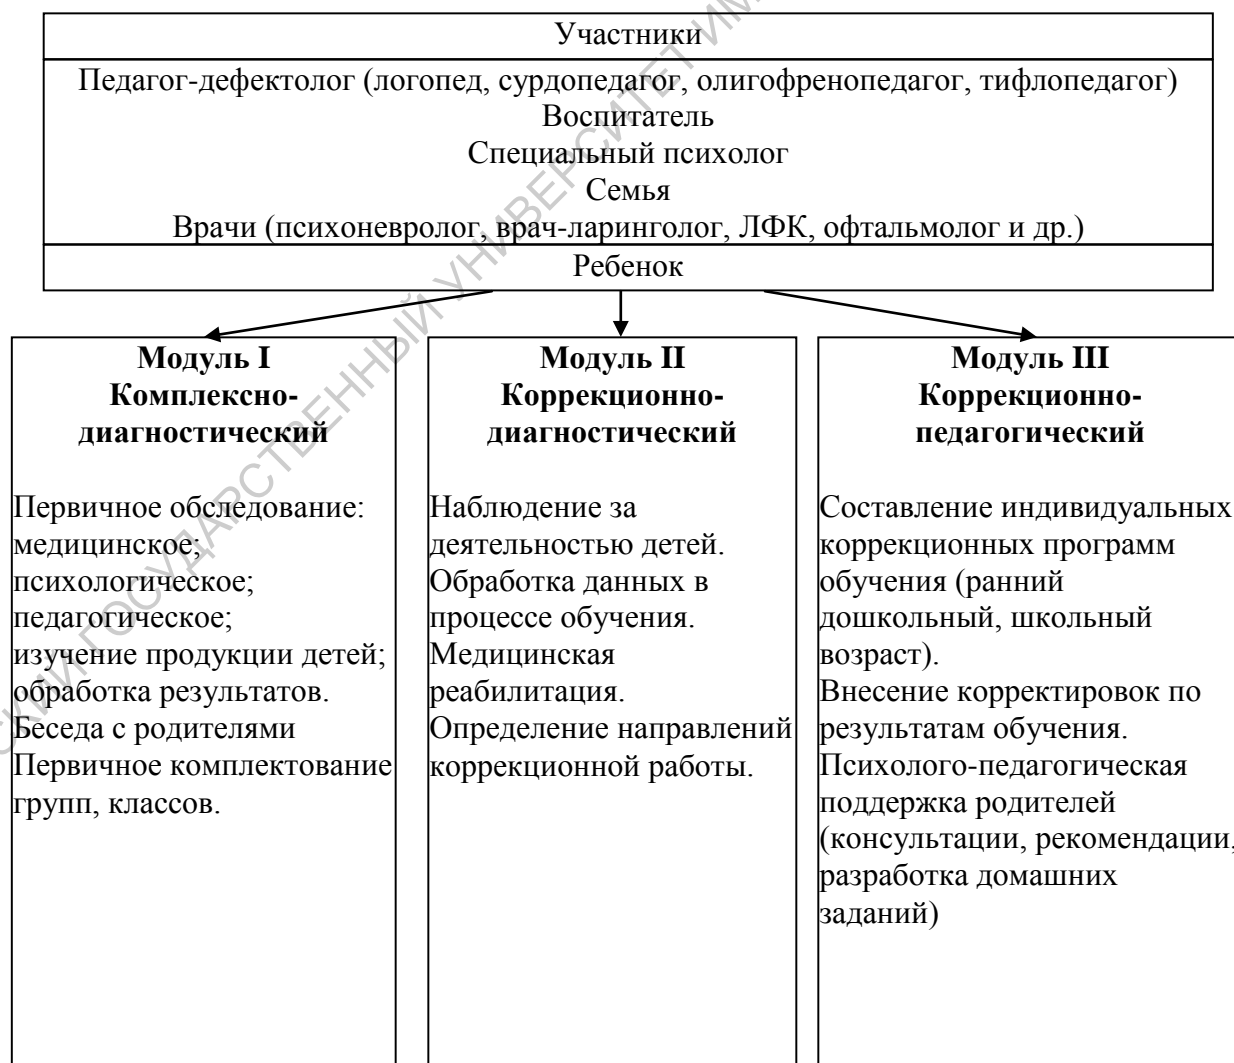 Участники
Педагог-дефектолог (логопед, сурдопедагог, олигофренопедагог, тифлопедагог)
Воспитатель
Специальный психолог
Семья
Врачи (психоневролог, врач-ларинголог, ЛФК, офтальмолог и др.)
Ребенок
Модуль I
Комплексно-
диагностический
Первичное обследование:
медицинское;
психологическое;
педагогическое;
изучение продукции детей;
обработка результатов.
Беседа с родителями
Первичное комплектование
групп, классов.
Модуль II
Коррекционно-
диагностический
Наблюдение за
деятельностью детей.
Обработка данных в
процессе обучения.
Медицинская
реабилитация.
Определение направлений
коррекционной работы.
Модуль III
Коррекционно-
педагогический
Составление индивидуальных
коррекционных программ
обучения (ранний
дошкольный, школьный
возраст).
Внесение корректировок по
результатам обучения.
Психолого-педагогическая
поддержка родителей
(консультации, рекомендации,
разработка домашних
заданий)
СКИЙ ГОСУДАРСТВЕННЫЙ УНИВЕРСИТЕТ ИМ